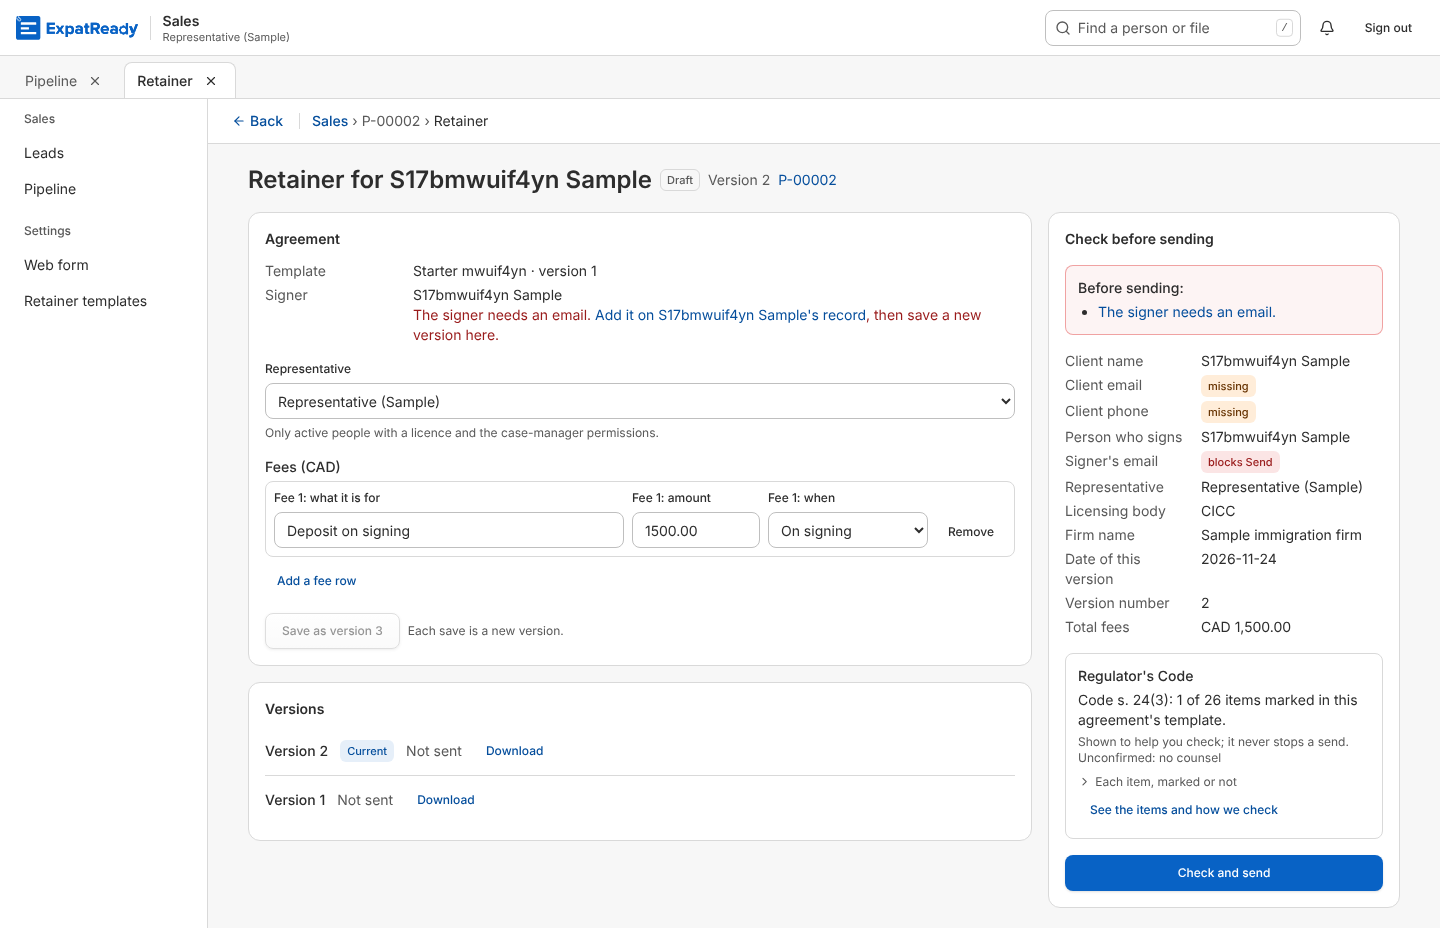 ExpatReady
Sales
Representative (Sample)
Find a person or file
/
Sign out
Pipeline
Retainer
Sales
Leads
Pipeline
Settings
Web form
Retainer templates
← Back
Sales › P-00002 › Retainer
Retainer for S17bmwuif4yn Sample Draft Version 2 P-00002
Agreement
Template Starter mwuif4yn · version 1
Signer S17bmwuif4yn Sample
The signer needs an email. Add it on S17bmwuif4yn Sample's record, then save a new
version here.
Representative
Representative (Sample)
Only active people with a licence and the case-manager permissions.
Fees (CAD)
Fee 1: what it is for Fee 1: amount Fee 1: when
Deposit on signing 1500.00 On signing Remove
Add a fee row
Save as version 3 Each save is a new version.
Versions
Version 2 Current Not sent Download
Version 1 Not sent Download
Check before sending
Before sending:
• The signer needs an email.
Client name S17bmwuif4yn Sample
Client email missing
Client phone missing
Person who signs S17bmwuif4yn Sample
Signer's email blocks Send
Representative Representative (Sample)
Licensing body CICC
Firm name Sample immigration firm
Date of this 2026-11-24
version
Version number 2
Total fees CAD 1,500.00
Regulator's Code
Code s. 24(3): 1 of 26 items marked in this
agreement's template.
Shown to help you check; it never stops a send.
Unconfirmed: no counsel
Each item, marked or not
See the items and how we check
Check and send